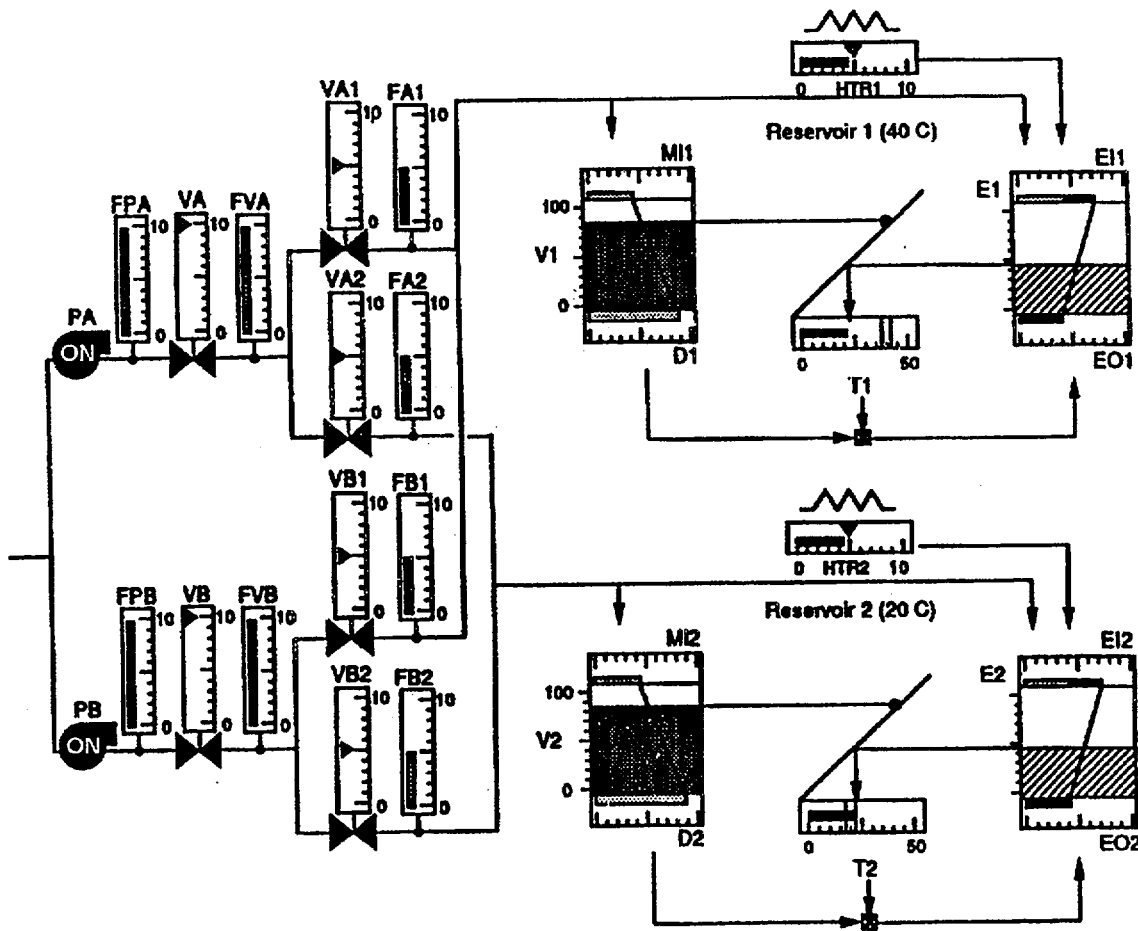 0 HTR1 10
VA1
FA1
10
10
Reservoir 1 (40 C)
MI1
EI1
E1
FPA
VA
FVA
100
0
0
10
10
VA2
FA2
V1
10
10
0
PA
ON
0
0
D1
0 50
EO1
0
0
T1
VB1
FB1
10
10
0 HTR2 10
FPB
VB
FVB
0
0
Reservoir 2 (20 C)
10
10
MI2
EI2
VB2
FB2
E2
10
10
100
PB
ON
0
0
V2
0
0
0
D2
0 50
EO2
T2